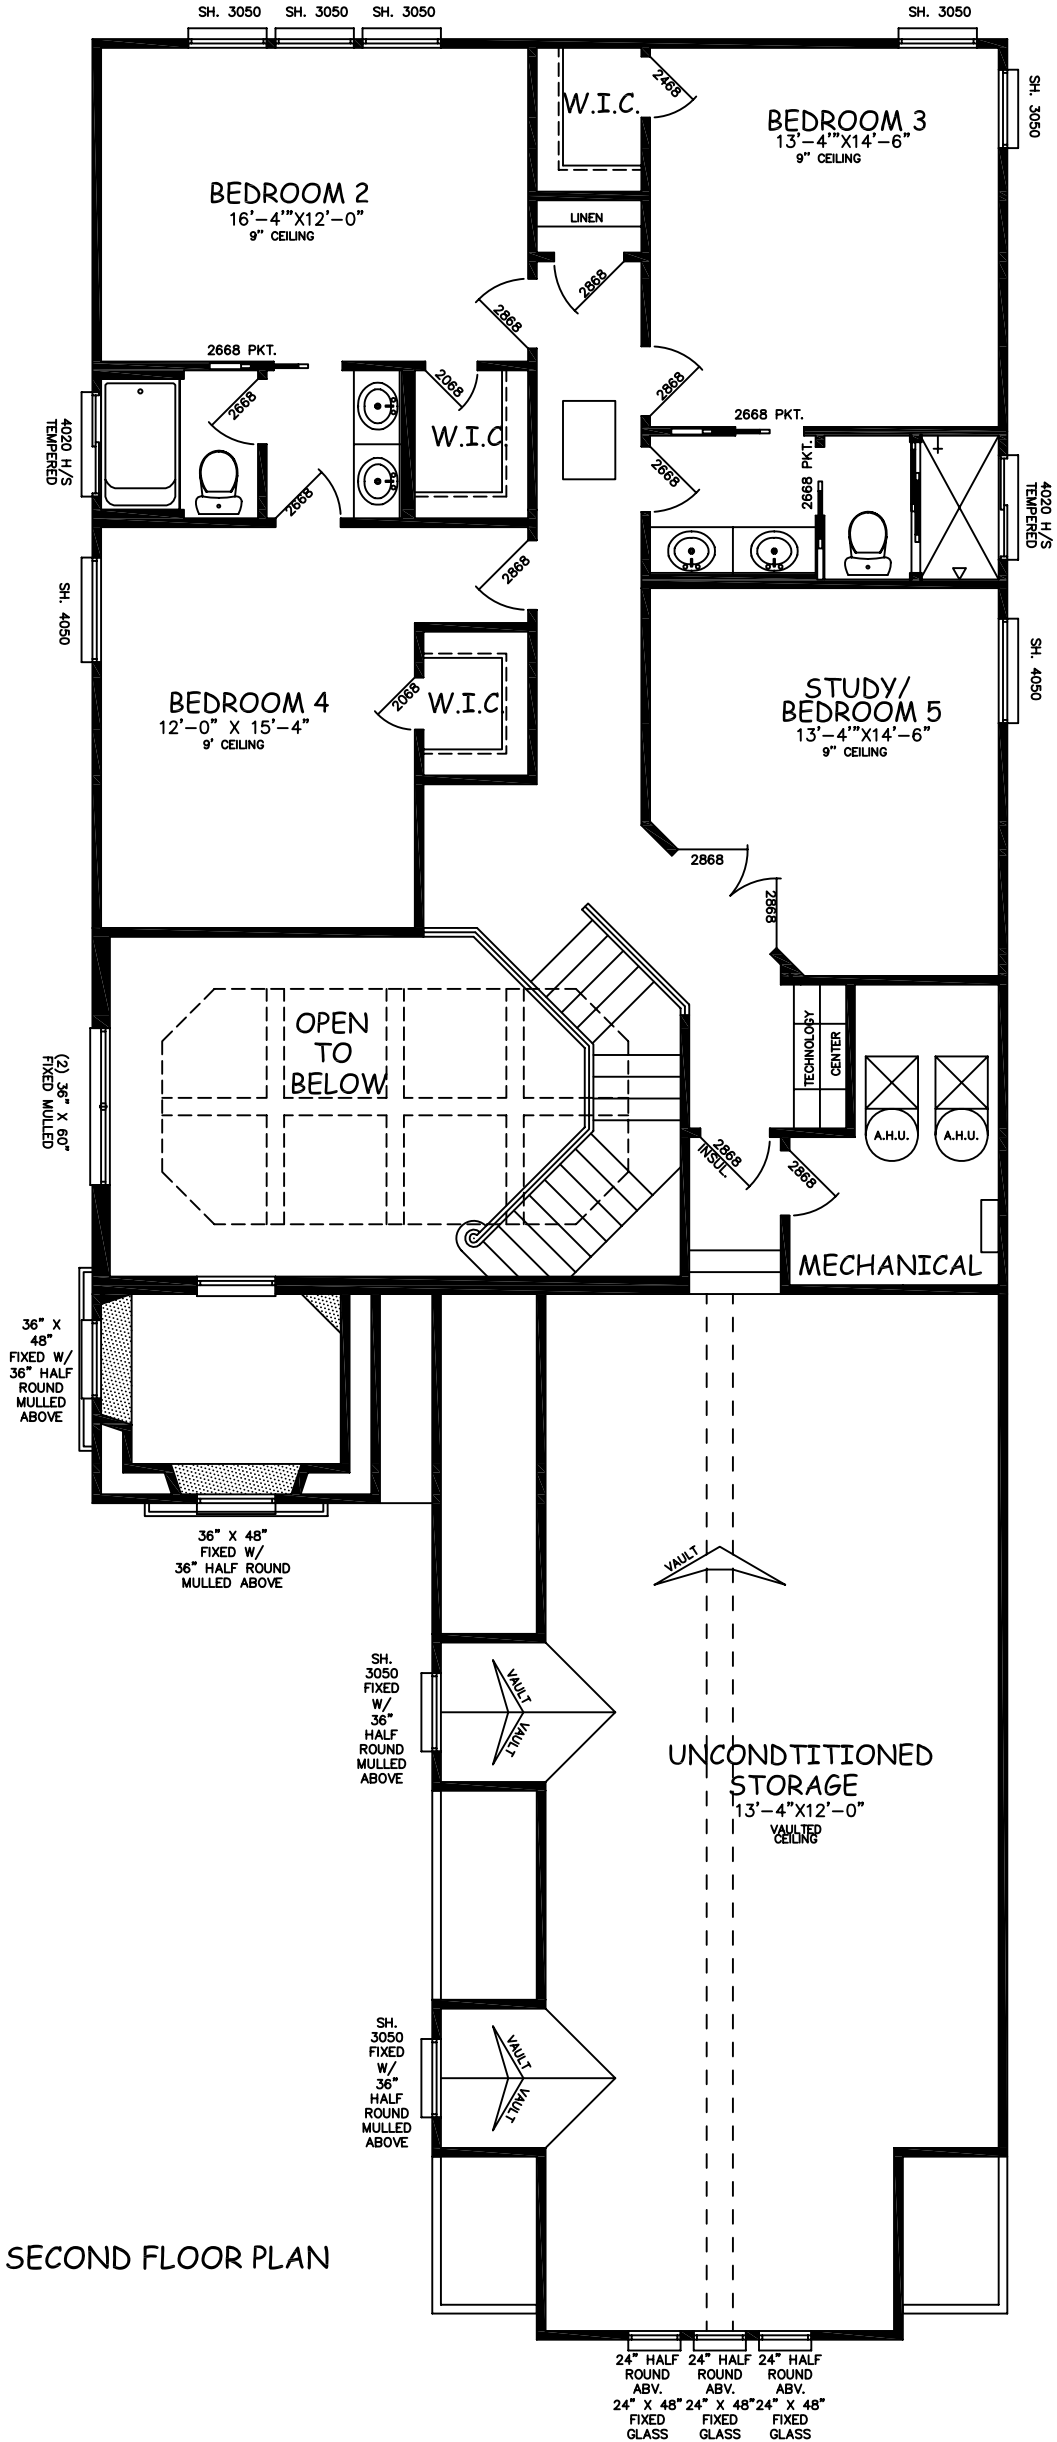 SH. 3050
SH. 3050
SH. 3050
SH. 3050
SH. 3050
W.I.C.
2468
BEDROOM 3
13'-4'"X14'-6"
9" CEILING
BEDROOM 2
16'-4'"X12'-0"
9" CEILING
LINEN
2868
2868
2668 PKT.
2668
2068
W.I.C.
2868
2668 PKT.
2668 PKT.
2668
4020 H/S
TEMPERED
2668
4020 H/S
TEMPERED
2868
SH. 4050
SH. 4050
BEDROOM 4
12'-0" X 15'-4"
9' CEILING
2068
W.I.C.
STUDY/
BEDROOM 5
13'-4'"X14'-6"
9" CEILING
2868
2868
OPEN
TO
BELOW
TECHNOLOGY
CENTER
(2) 36" X 60"
FIXED MULLED
A.H.U.
A.H.U.
2868
INSUL.
2868
MECHANICAL
36" X
48"
FIXED W/
36" HALF
ROUND
MULLED
ABOVE
36" X 48"
FIXED W/
36" HALF ROUND
MULLED ABOVE
VAULT
SH.
3050
FIXED
W/
36"
HALF
ROUND
MULLED
ABOVE
VAULT
VAULT
UNCONDTITIONED
STORAGE
13'-4"X12'-0"
VAULTED
CEILING
SH.
3050
FIXED
W/
36"
HALF
ROUND
MULLED
ABOVE
VAULT
VAULT
SECOND FLOOR PLAN
24" HALF
ROUND
ABV.
24" X 48"
FIXED
GLASS
24" HALF
ROUND
ABV.
24" X 48"
FIXED
GLASS
24" HALF
ROUND
ABV.
24" X 48"
FIXED
GLASS